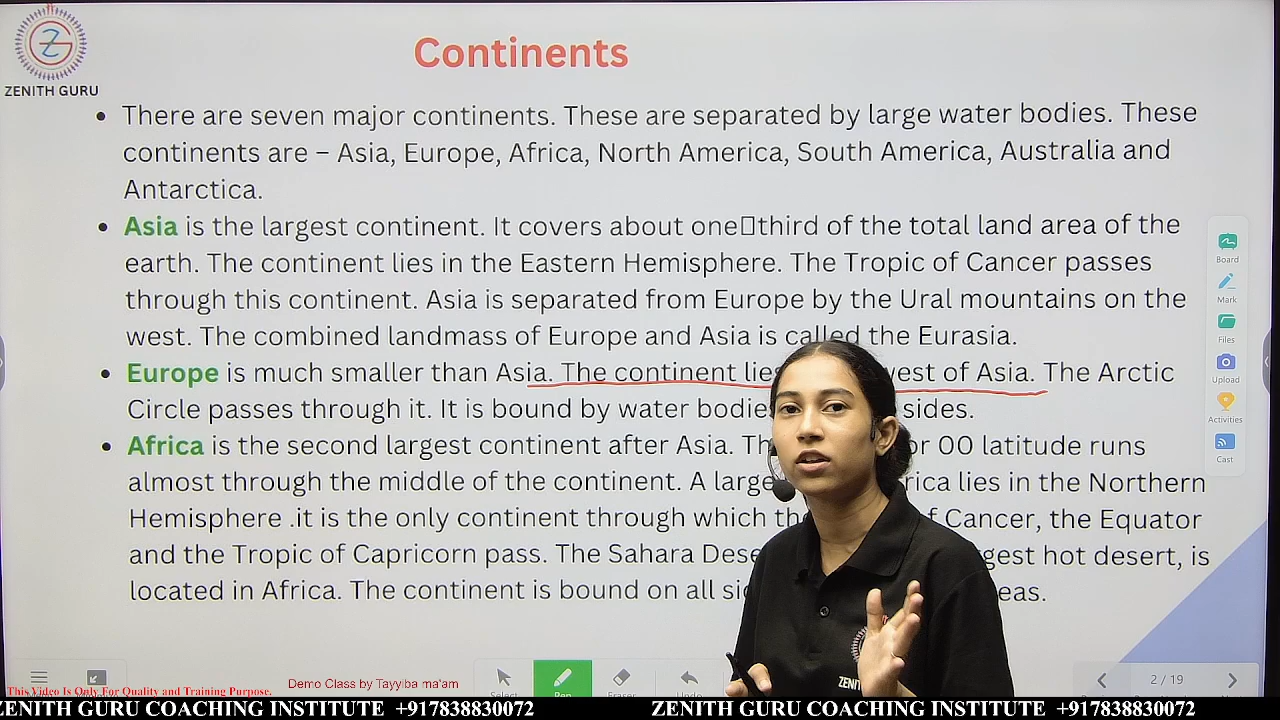 ZENITH GURU
Continents
• There are seven major continents. These are separated by large water bodies. These
continents are – Asia, Europe, Africa, North America, South America, Australia and
Antarctica.
• Asia is the largest continent. It covers about one▯third of the total land area of the
earth. The continent lies in the Eastern Hemisphere. The Tropic of Cancer passes
through this continent. Asia is separated from Europe by the Ural mountains on the
west. The combined landmass of Europe and Asia is called the Eurasia.
• Europe is much smaller than Asia. The continent lies west of Asia. The Arctic
Circle passes through it. It is bound by water sides.
• Africa is the second largest continent after Asia. or 00 latitude runs
almost through the middle of the continent. A large lies in the Northern
Hemisphere .it is the only continent through which of Cancer, the Equator
and the Tropic of Capricorn pass. The Sahara hot desert, is
located in Africa. The continent is bound on all
Board
Mark
Files
Upload
Activities
Cast
Select
Pen
Eraser
Undo
2 / 19
This Video Is Only For Quality and Training Purpose.
Demo Class by Tayyiba ma'am
ZENITH GURU COACHING INSTITUTE +917838830072 ZENITH GURU COACHING INSTITUTE +917838830072